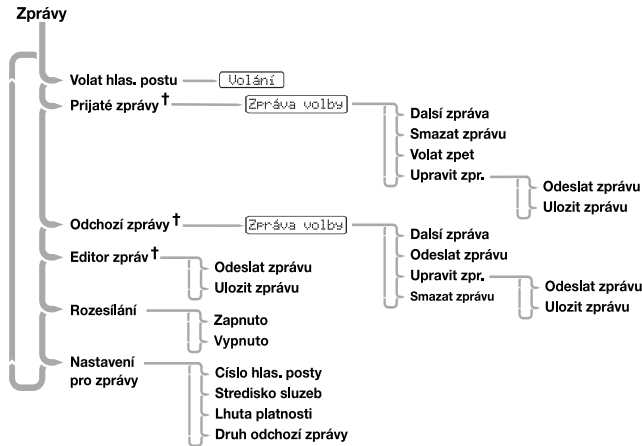 Zprávy
Volat hlas. postu
Volání
Prijaté zprávy †
Zpráva volby
Dalsí zpráva
Smazat zprávu
Volat zpet
Upravit zpr.
Odeslat zprávu
Ulozit zprávu
Odchozí zprávy †
Zpráva volby
Dalsí zpráva
Odeslat zprávu
Upravit zpr.
Odeslat zprávu
Ulozit zprávu
Smazat zprávu
Editor zpráv †
Odeslat zprávu
Ulozit zprávu
Rozesílání
Zapnuto
Vypnuto
Nastavení
pro zprávy
Císlo hlas. posty
Stredisko sluzeb
Lhuta platnosti
Druh odchozí zprávy